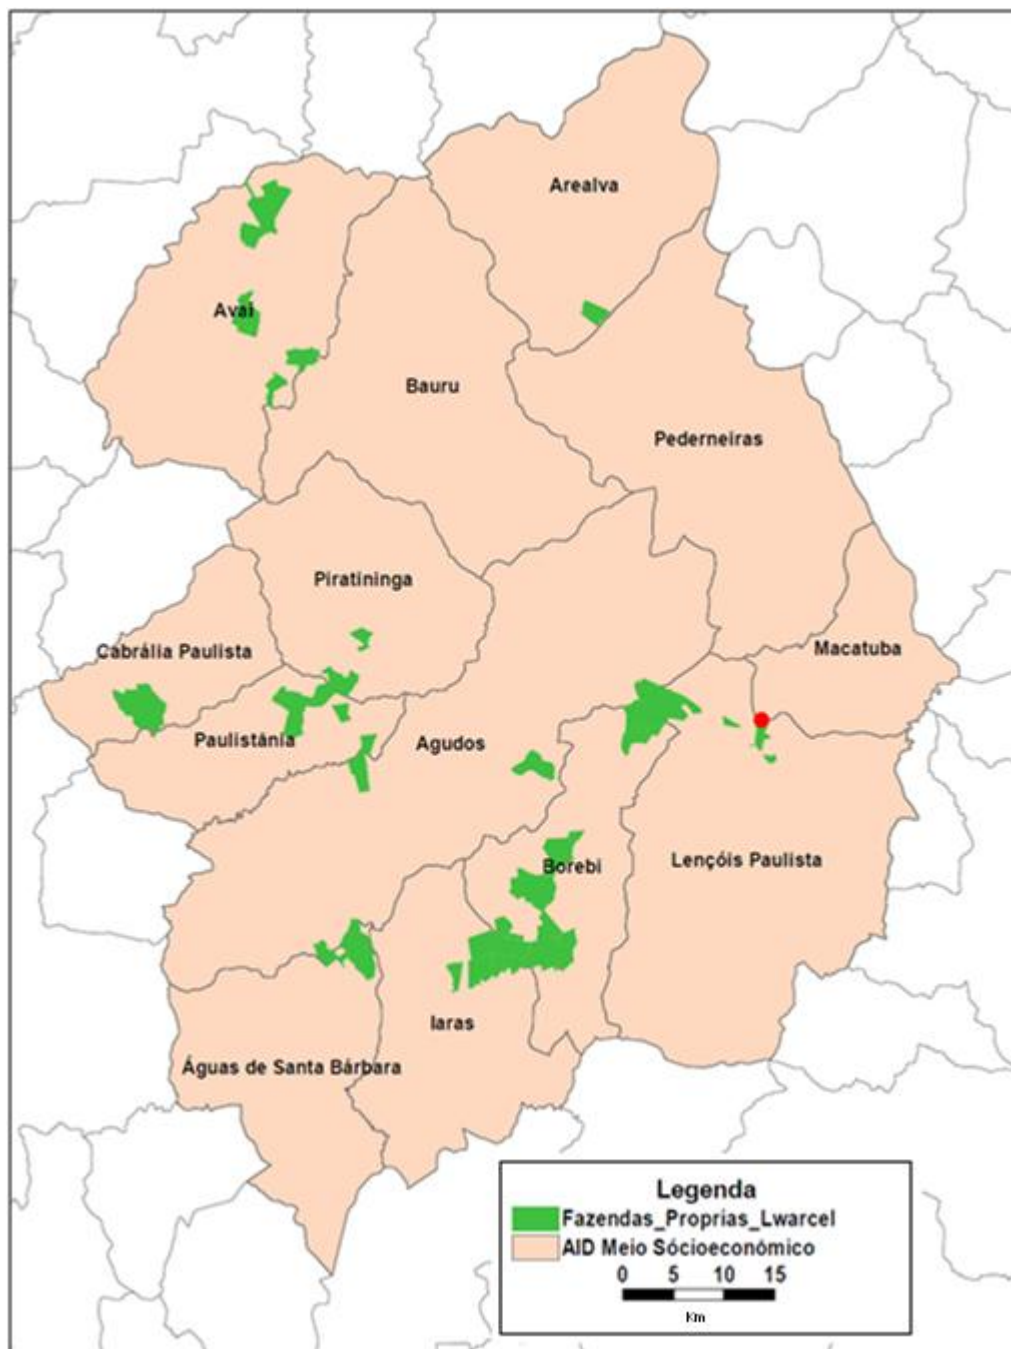 Arealva
Avaí
Bauru
Pederneiras
Piratininga
Cabrália Paulista
Macatuba
Paulistânia
Agudos
Lençóis Paulista
Borebi
Iaras
Águas de Santa Bárbara
Legenda
Fazendas_Proprias_Lwarcel
AID Meio Sócioeconómico
0 5 10 15
Km